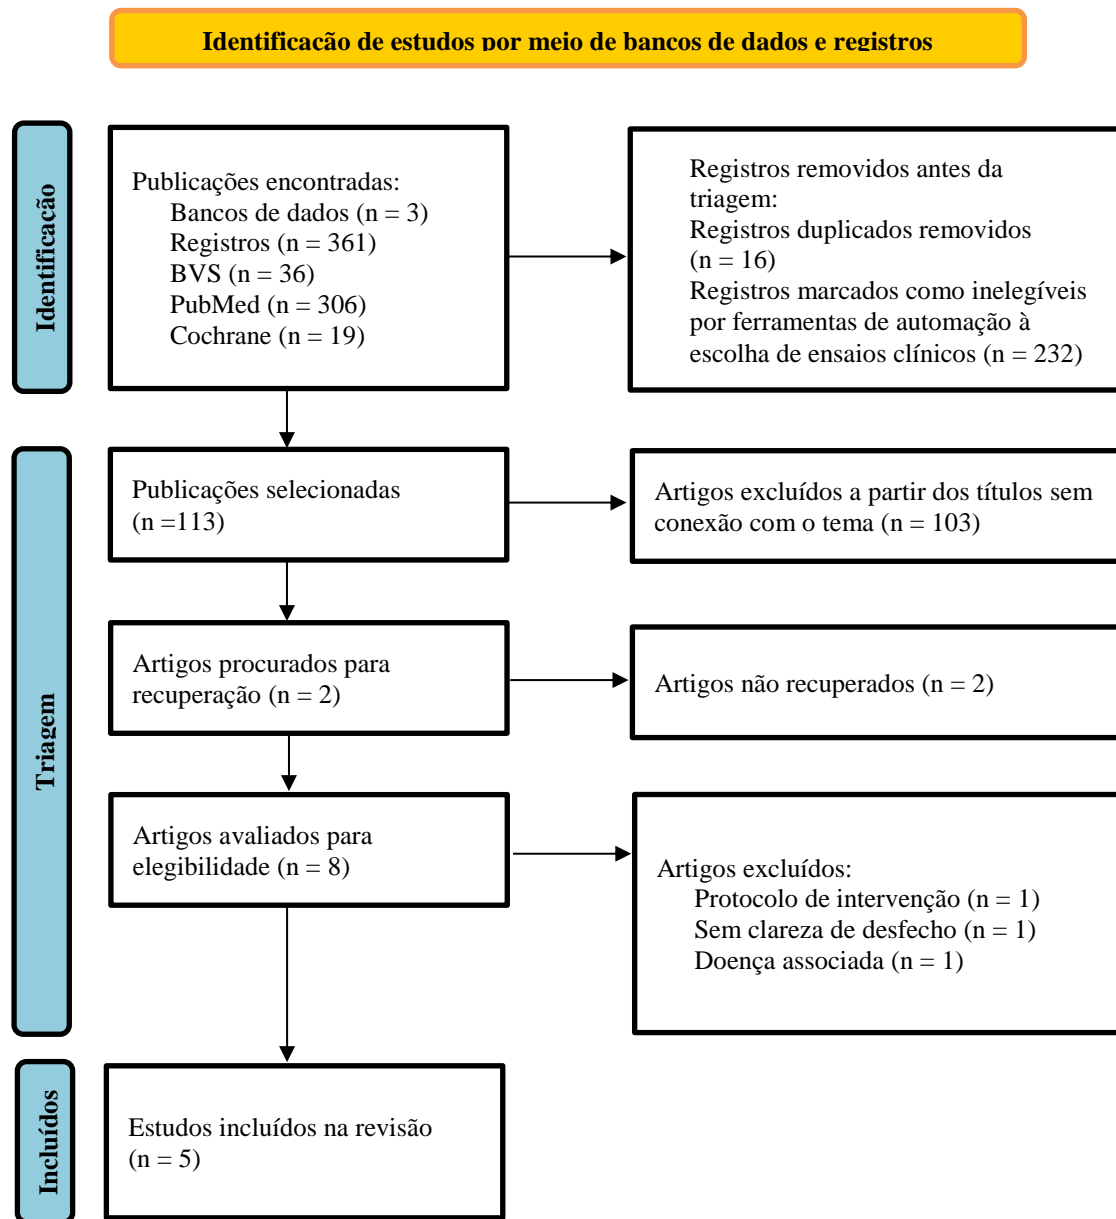 Identificação de estudos por meio de bancos de dados e registros
Identificação
Publicações encontradas:
Bancos de dados (n = 3)
Registros (n = 361)
BVS (n = 36)
PubMed (n = 306)
Cochrane (n = 19)
Registros removidos antes da
triagem:
Registros duplicados removidos
(n = 16)
Registros marcados como inelegíveis
por ferramentas de automação à
escolha de ensaios clínicos (n = 232)
Triagem
Publicações selecionadas
(n =113)
Artigos excluídos a partir dos títulos sem
conexão com o tema (n = 103)
Artigos procurados para
recuperação (n = 2)
Artigos não recuperados (n = 2)
Artigos avaliados para
elegibilidade (n = 8)
Artigos excluídos:
Protocolo de intervenção (n = 1)
Sem clareza de desfecho (n = 1)
Doença associada (n = 1)
Incluídos
Estudos incluídos na revisão
(n = 5)